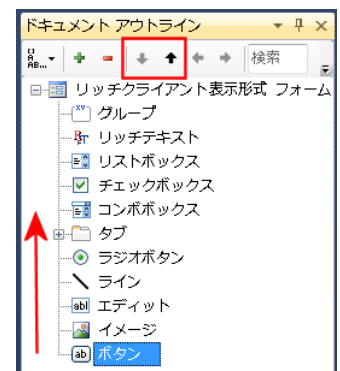 ドキュメント アウトライン
AB...
検索
リッチクライアント表示形式 フォーム
グループ
リッチテキスト
リストボックス
チェックボックス
コンボボックス
タブ
ラジオボタン
ライン
abl エディット
イメージ
ab ボタン